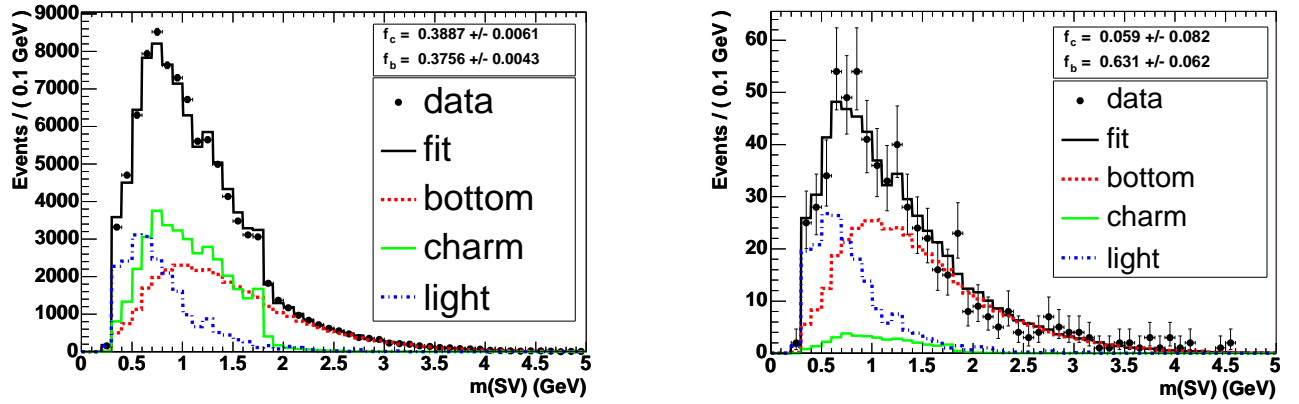 Events / ( 0.1 GeV )
9000
8000
7000
6000
5000
4000
3000
2000
1000
0
f_c = 0.3887 +/- 0.0061
f_b = 0.3756 +/- 0.0043
data
fit
bottom
charm
light
0 0.5 1 1.5 2 2.5 3 3.5 4 4.5 5
m(SV) (GeV)
Events / ( 0.1 GeV )
60
50
40
30
20
10
0
f_c = 0.059 +/- 0.082
f_b = 0.631 +/- 0.062
data
fit
bottom
charm
light
0 0.5 1 1.5 2 2.5 3 3.5 4 4.5 5
m(SV) (GeV)